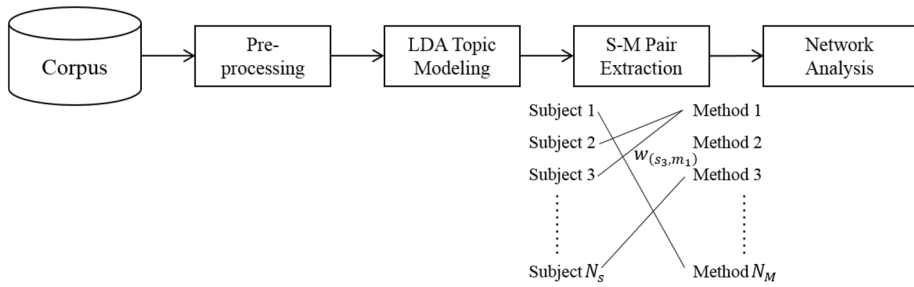 Corpus
Pre-
processing
LDA Topic
Modeling
S-M Pair
Extraction
Network
Analysis
Subject 1
Method 1
Subject 2
Method 2
w(s₃,m₁)
Subject 3
Method 3
Subject Nₛ
Method N_M